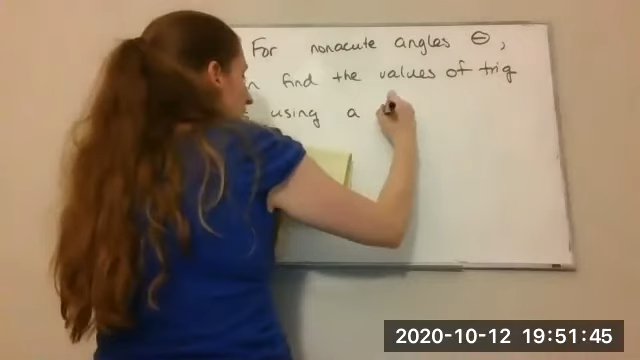 For nonacute angles Θ,
find the values of trig
using a
2020-10-12 19:51:45